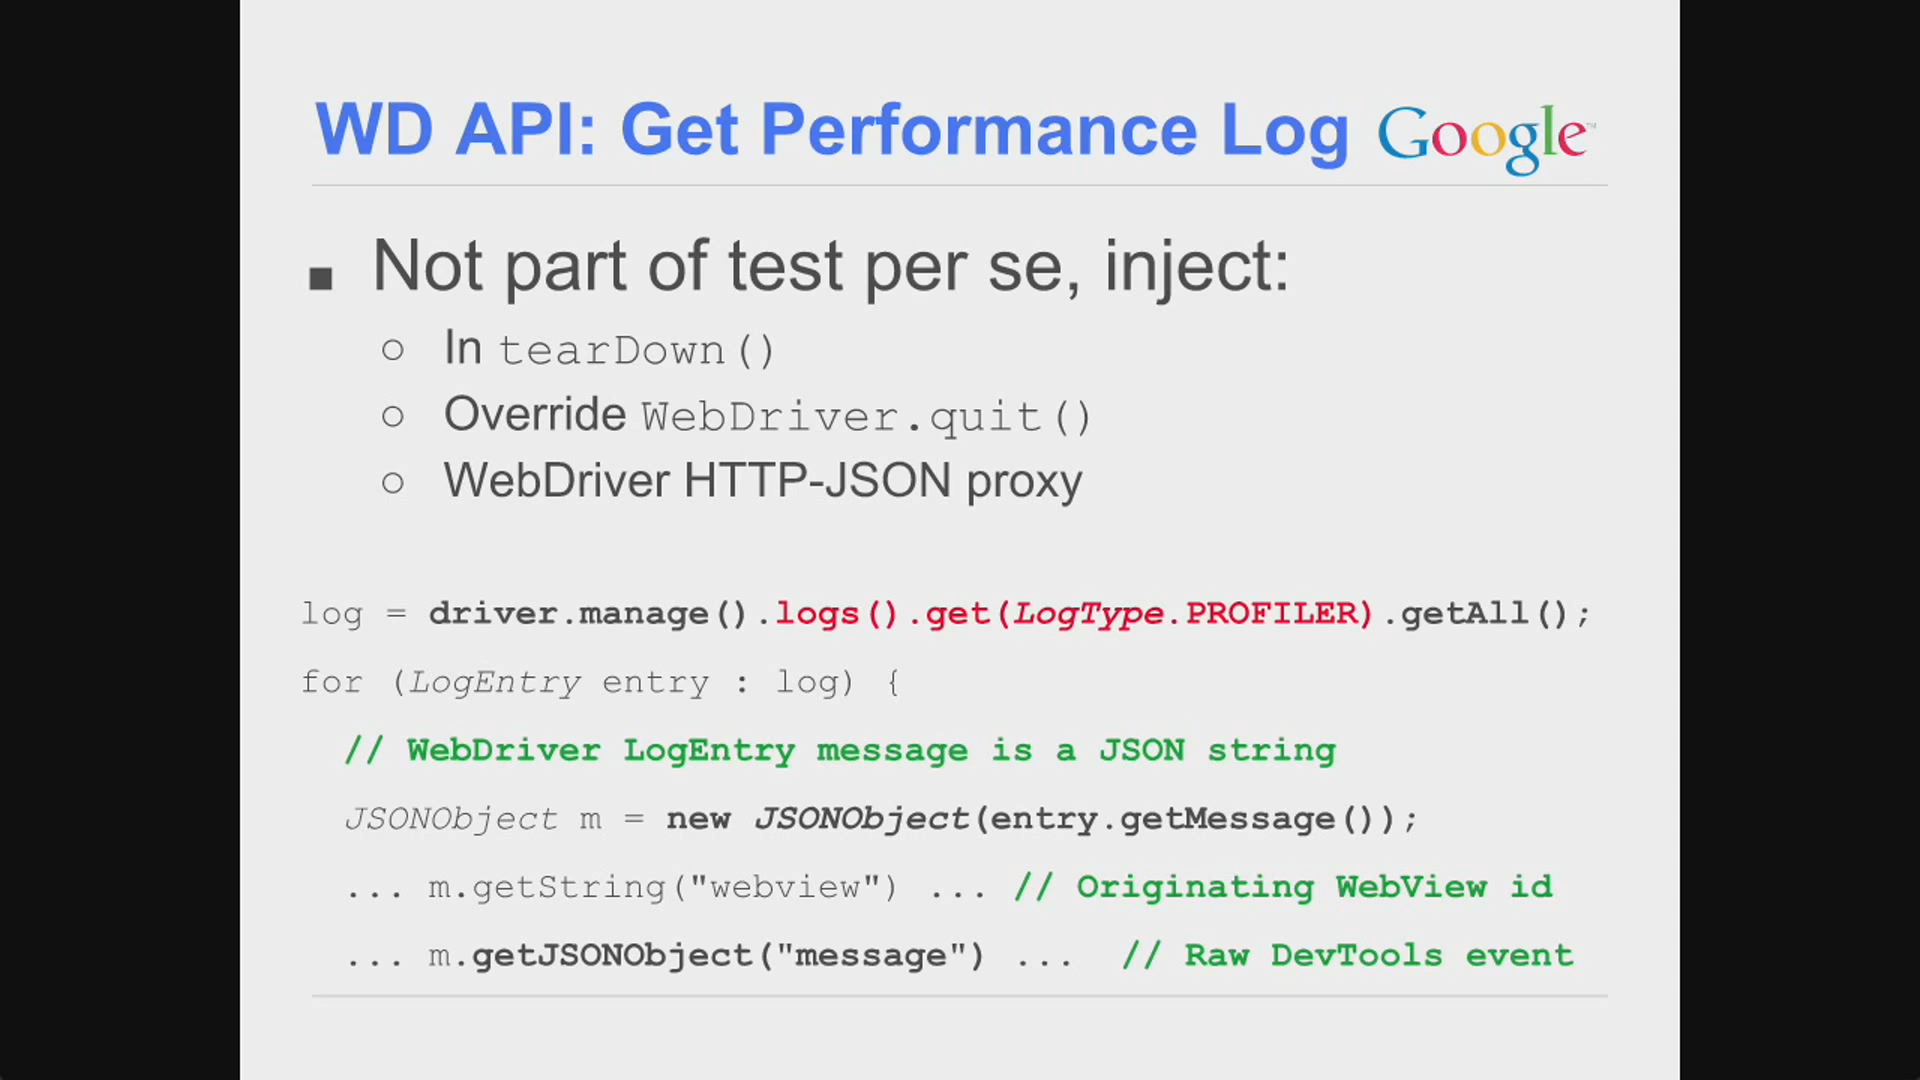 WD API: Get Performance Log Google™
■ Not part of test per se, inject:
○ In tearDown()
○ Override WebDriver.quit()
○ WebDriver HTTP-JSON proxy
log = driver.manage().logs().get(LogType.PROFILER).getAll();
for (LogEntry entry : log) {
// WebDriver LogEntry message is a JSON string
JSONObject m = new JSONObject(entry.getMessage());
... m.getString("webview") ... // Originating WebView id
... m.getJSONObject("message") ... // Raw DevTools event